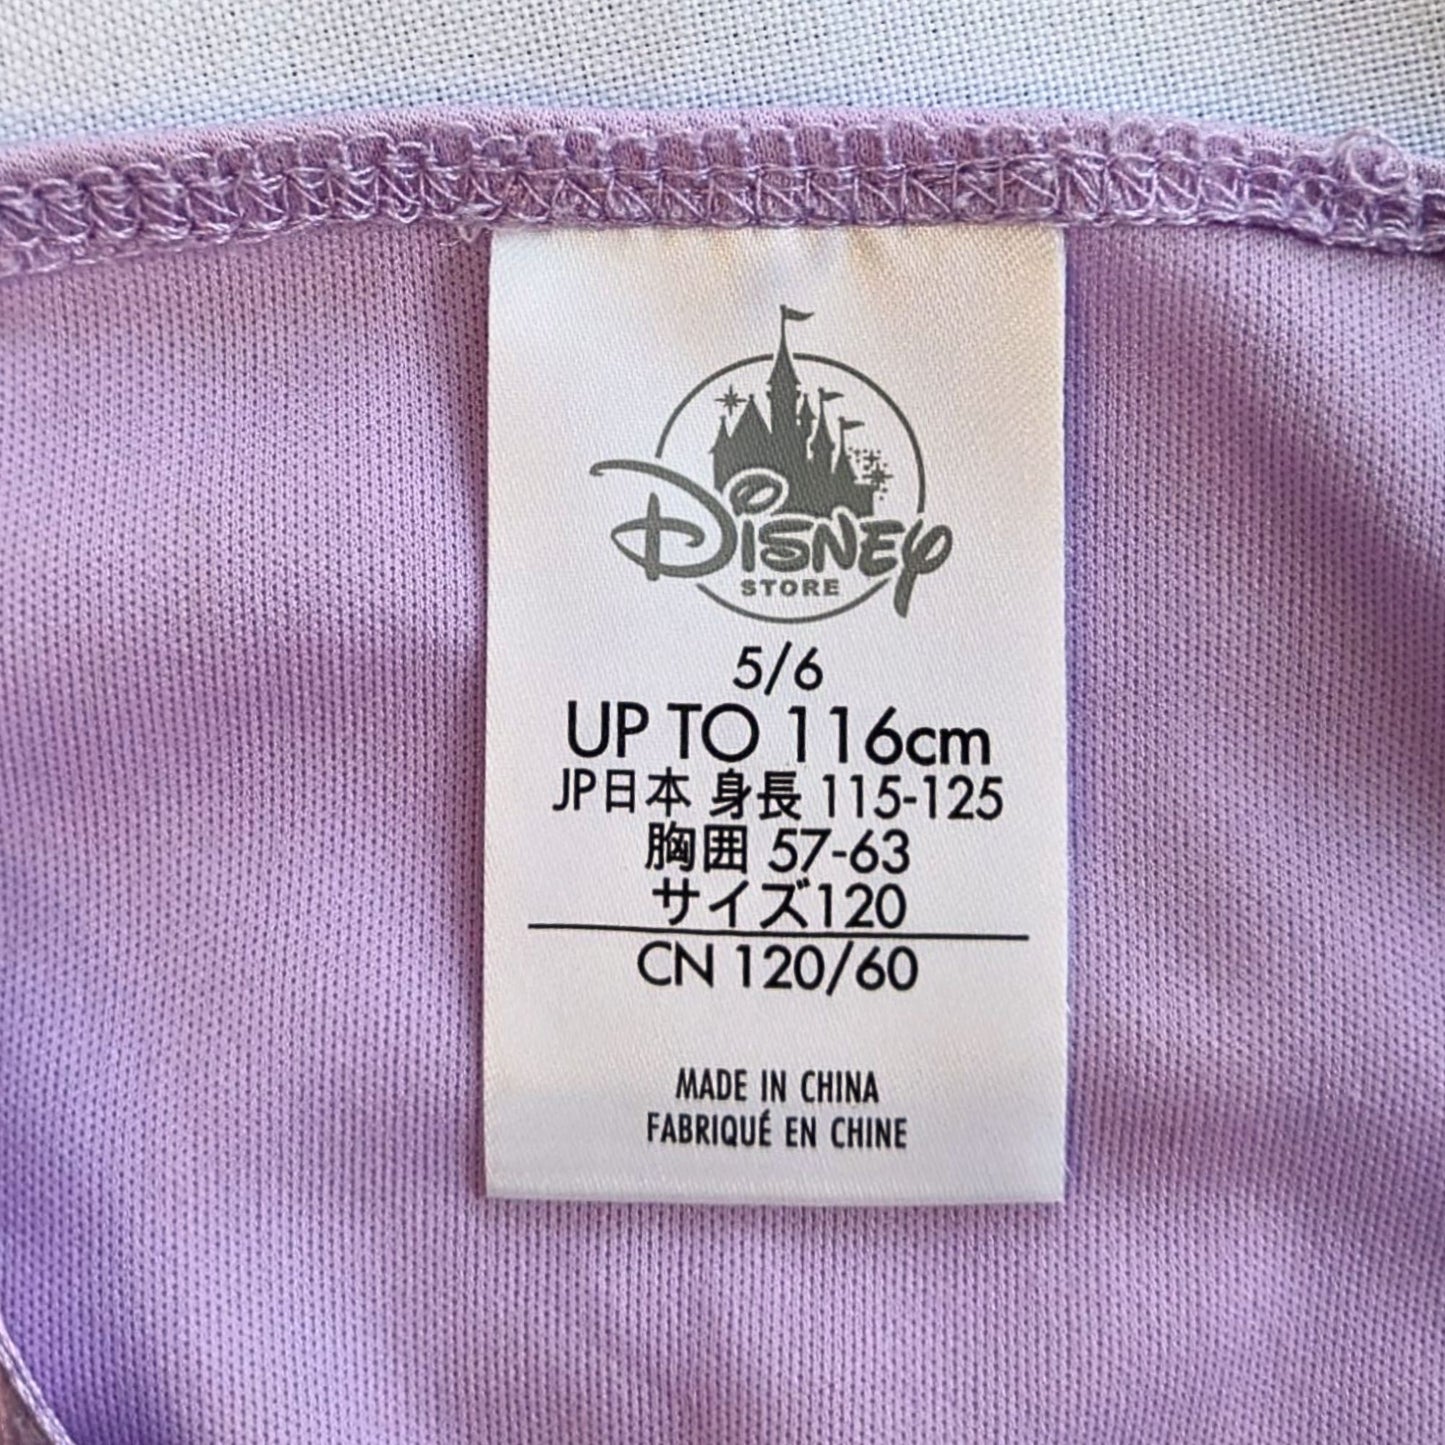 Disney
STORE
5/6
UP TO 116cm
JP日本 身長 115-125
胸囲 57-63
サイズ120
CN 120/60
MADE IN CHINA
FABRIQUÉ EN CHINE